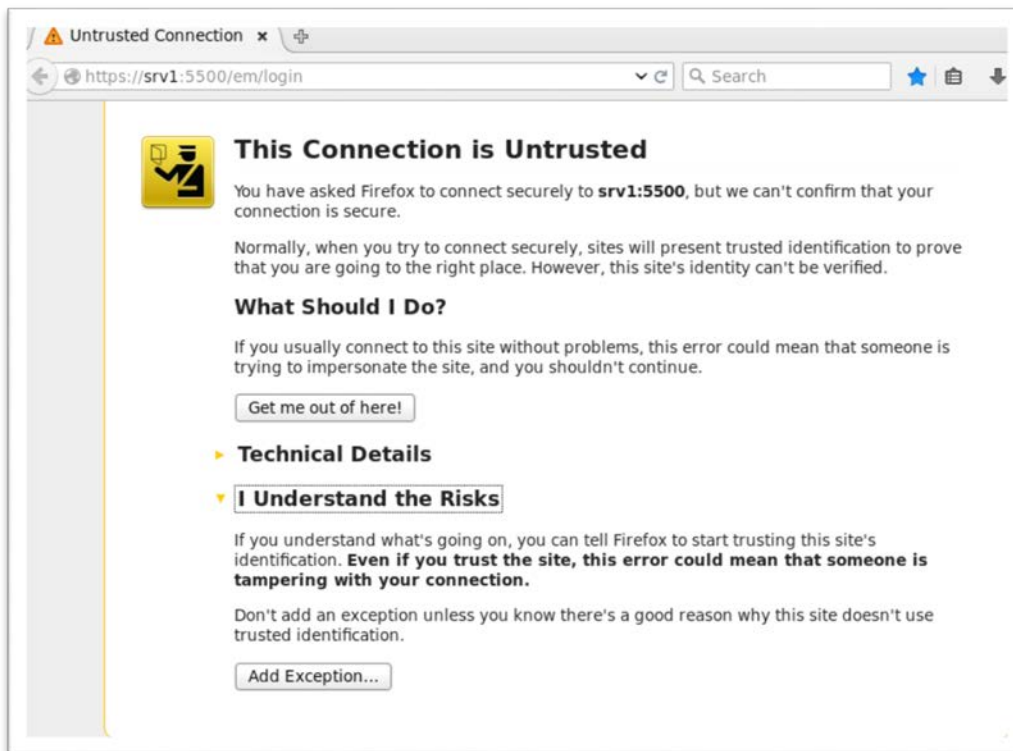 Untrusted Connection
https://srv1:5500/em/login
Search
This Connection is Untrusted
You have asked Firefox to connect securely to srv1:5500, but we can't confirm that your
connection is secure.
Normally, when you try to connect securely, sites will present trusted identification to prove
that you are going to the right place. However, this site's identity can't be verified.
What Should I Do?
If you usually connect to this site without problems, this error could mean that someone is
trying to impersonate the site, and you shouldn't continue.
Get me out of here!
Technical Details
I Understand the Risks
If you understand what's going on, you can tell Firefox to start trusting this site's
identification. Even if you trust the site, this error could mean that someone is
tampering with your connection.
Don't add an exception unless you know there's a good reason why this site doesn't use
trusted identification.
Add Exception...